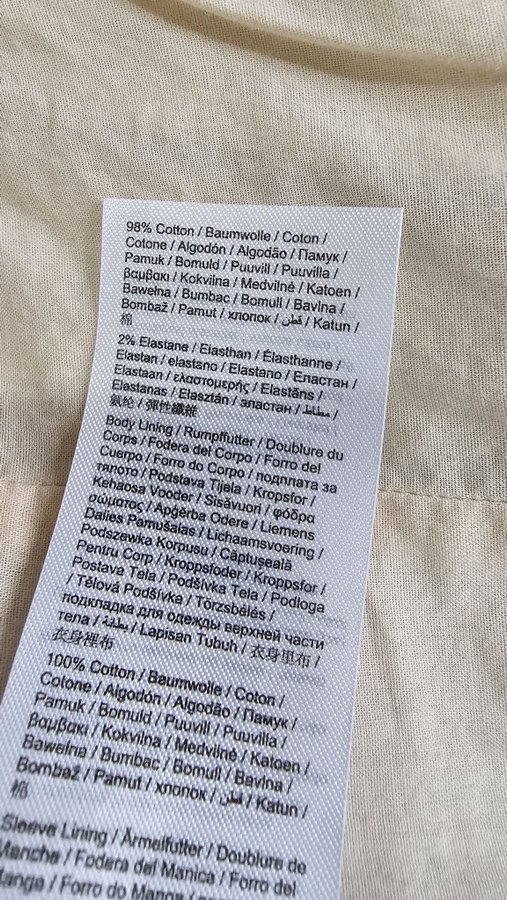 98% Cotton / Baumwolle / Coton /
Cotone / Algodón / Algodão / Памук /
Pamuk / Bomuld / Puuvill / Puuvilla /
βαμβακι / Kokvilna / Medvilnė / Katoen /
Bawełna / Bumbac / Bomull / Bavlna /
Bombaž / Pamut / хлопок / قطن / Katun /
棉
2% Elastane / Elasthan / Élasthanne /
Elastan / elastano / Elastano / Еластан /
Elastaan / ελαστομερής / Elastāns /
Elastanas / Elasztán / эластан / مطاط /
氨纶 / 彈性纖維
Body Lining / Rumpffutter / Doublure du
Corps / Fodera del Corpo / Forro del
Cuerpo / Forro do Corpo / подплата за
тялото / Podstava Tijela / Kropsfor /
Kehaosa Vooder / Sisävuori / φόδρα
σώματος / Apģērba Odere / Liemens
Dalies Pamušalas / Lichaamsvoering /
Podszewka Korpusu / Căptușeală
Pentru Corp / Kroppsfoder / Kroppsfor /
Postava Tela / Podšívka Tela / Podloga
/ Tělová Podšívka / Törzsbélés /
подкладка для одежды верхней части
тела / بطانة / Lapisan Tubuh / 衣身里布 /
衣身裡布
100% Cotton / Baumwolle / Coton /
Cotone / Algodón / Algodão / Памук /
Pamuk / Bomuld / Puuvill / Puuvilla /
βαμβακι / Kokvilna / Medvilnė / Katoen /
Bawełna / Bumbac / Bomull / Bavlna /
Bombaž / Pamut / хлопок / قطن / Katun /
棉
Sleeve Lining / Ärmelfutter / Doublure de
Manche / Fodera del Manica / Forro del
Manga / Forro do Manga